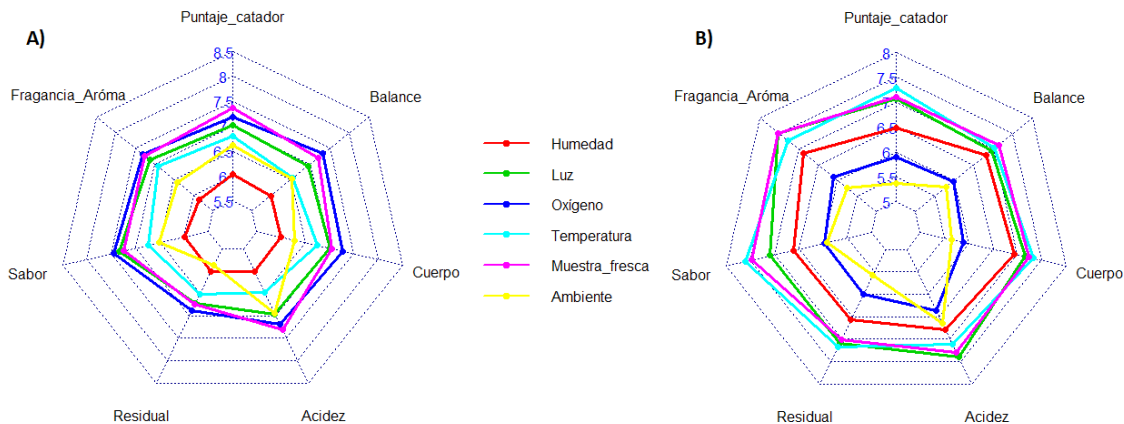 A)
Puntaje_catador
8.5
8
7.5
6.5
6
5.5
Fragancia_Aróma
Balance
Sabor
Cuerpo
Residual
Acidez
Humedad
Luz
Oxígeno
Temperatura
Muestra_fresca
Ambiente
B)
Puntaje_catador
8
7.5
7
6.5
6
5.5
5
Fragancia_Aróma
Balance
Sabor
Cuerpo
Residual
Acidez